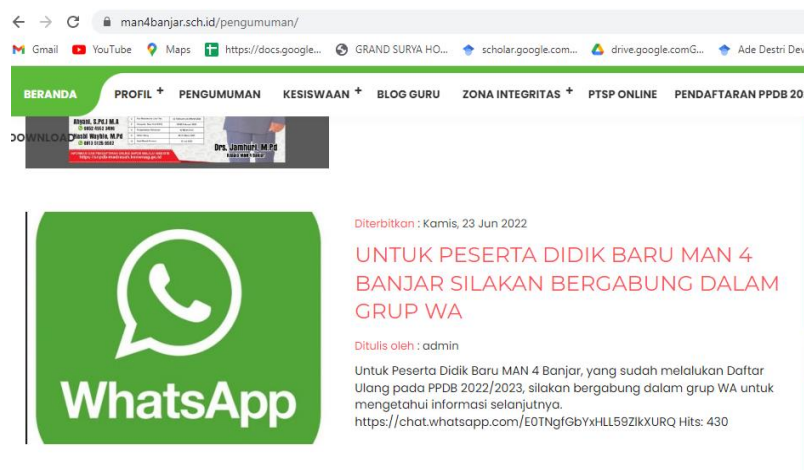 man4banjar.sch.id/pengumuman/
Gmail YouTube Maps https://docs.google... GRAND SURYA HO... scholar.google.com... drive.google.comG... Ade Destri Dev
BERANDA PROFIL + PENGUMUMAN KESISWAAN + BLOG GURU ZONA INTEGRITAS + PTSP ONLINE PENDAFTARAN PPDB 20
DOWNLOAD
Drs. Jamhuri, M.Pd
Diterbitkan : Kamis, 23 Jun 2022
UNTUK PESERTA DIDIK BARU MAN 4
BANJAR SILAKAN BERGABUNG DALAM
GRUP WA
Ditulis oleh : admin
Untuk Peserta Didik Baru MAN 4 Banjar, yang sudah melalukan Daftar
Ulang pada PPDB 2022/2023, silakan bergabung dalam grup WA untuk
mengetahui informasi selanjutnya.
https://chat.whatsapp.com/E0TNgfGbYxHLL59ZlkXURQ Hits: 430
WhatsApp